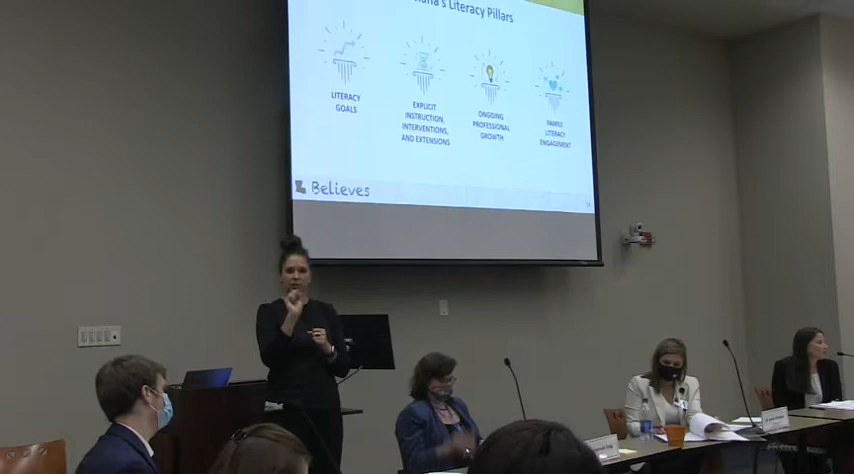 Literacy Pillars
LITERACY
GOALS
EXPLICIT
INSTRUCTION,
INTERVENTIONS,
AND EXTENSIONS
ONGOING
PROFESSIONAL
GROWTH
FAMILY
LITERACY
ENGAGEMENT
Believes